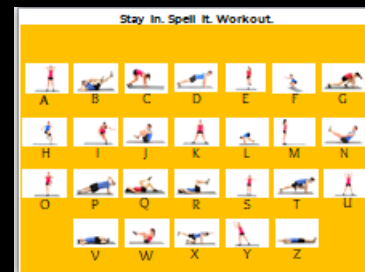 Stay In. Spell It. Workout.
A B C D E F G
H I J K L M N
O P Q R S T U
V W X Y Z